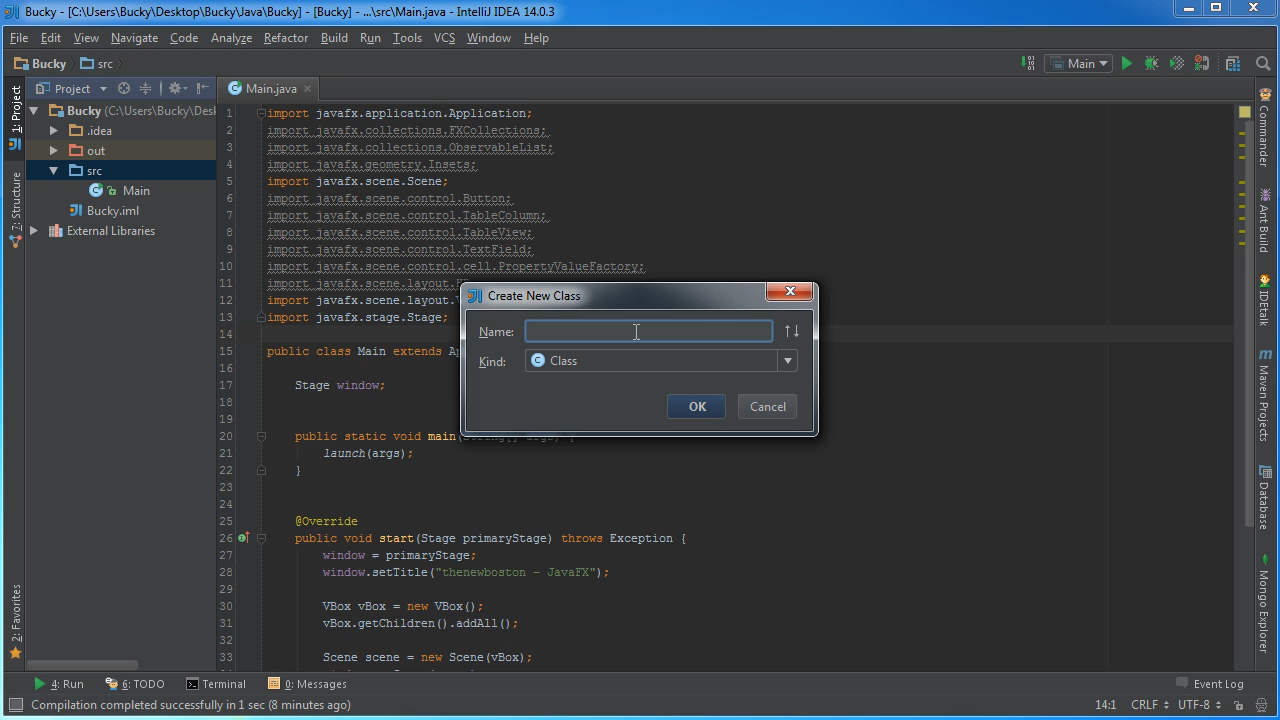 Bucky - [C:\Users\Bucky\Desktop\Bucky\Java\Bucky] - [Bucky] - ...\src\Main.java - IntelliJ IDEA 14.0.3
File Edit View Navigate Code Analyze Refactor Build Run Tools VCS Window Help
Bucky src
Main
1: Project
Project
Main.java
Bucky (C:\Users\Bucky\Des
.idea
out
src
Main
Bucky.iml
External Libraries
7: Structure
2: Favorites
1 import javafx.application.Application;
2 import javafx.collections.FXCollections;
3 import javafx.collections.ObservableList;
4 import javafx.geometry.Insets;
5 import javafx.scene.Scene;
6 import javafx.scene.control.Button;
7 import javafx.scene.control.TableColumn;
8 import javafx.scene.control.TableView;
9 import javafx.scene.control.TextField;
10 import javafx.scene.control.cell.PropertyValueFactory;
11 import javafx.scene.layout.
12 import javafx.scene.layout.
13 import javafx.stage.Stage;
14
15 public class Main extends A
16
17 Stage window;
18
19
20 public static void main(String[] args) {
21 launch(args);
22 }
23
24
25 @Override
26 public void start(Stage primaryStage) throws Exception {
27 window = primaryStage;
28 window.setTitle("thenewboston - JavaFX");
29
30 VBox vBox = new VBox();
31 vBox.getChildren().addAll();
32
33 Scene scene = new Scene(vBox);
Create New Class
Name:
Kind: Class
OK Cancel
Commander
Ant Build
IDEtalk
Maven Projects
Database
Mongo Explorer
4: Run 6: TODO Terminal 0: Messages Event Log
Compilation completed successfully in 1 sec (8 minutes ago) 14:1 CRLF UTF-8